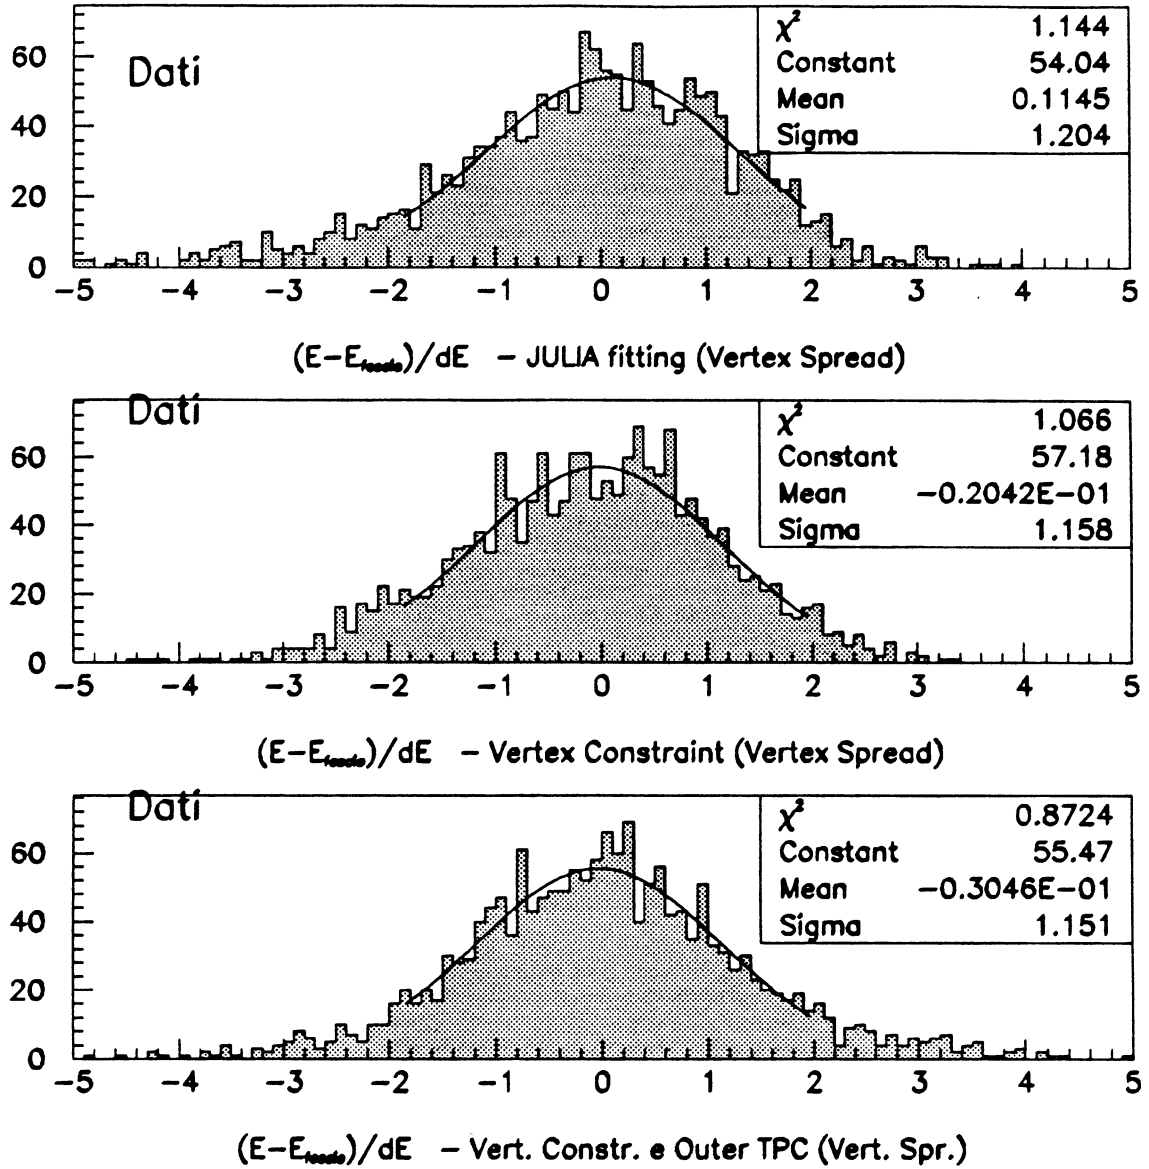 Dati
χ² 1.144
Constant 54.04
Mean 0.1145
Sigma 1.204
60
40
20
0
−5 −4 −3 −2 −1 0 1 2 3 4 5
(E−E)/dE − JULIA fitting (Vertex Spread)
Dati
χ² 1.066
Constant 57.18
Mean −0.2042E−01
Sigma 1.158
60
40
20
0
−5 −4 −3 −2 −1 0 1 2 3 4 5
(E−E)/dE − Vertex Constraint (Vertex Spread)
Dati
χ² 0.8724
Constant 55.47
Mean −0.3046E−01
Sigma 1.151
60
40
20
0
−5 −4 −3 −2 −1 0 1 2 3 4 5
(E−E)/dE − Vert. Constr. e Outer TPC (Vert. Spr.)